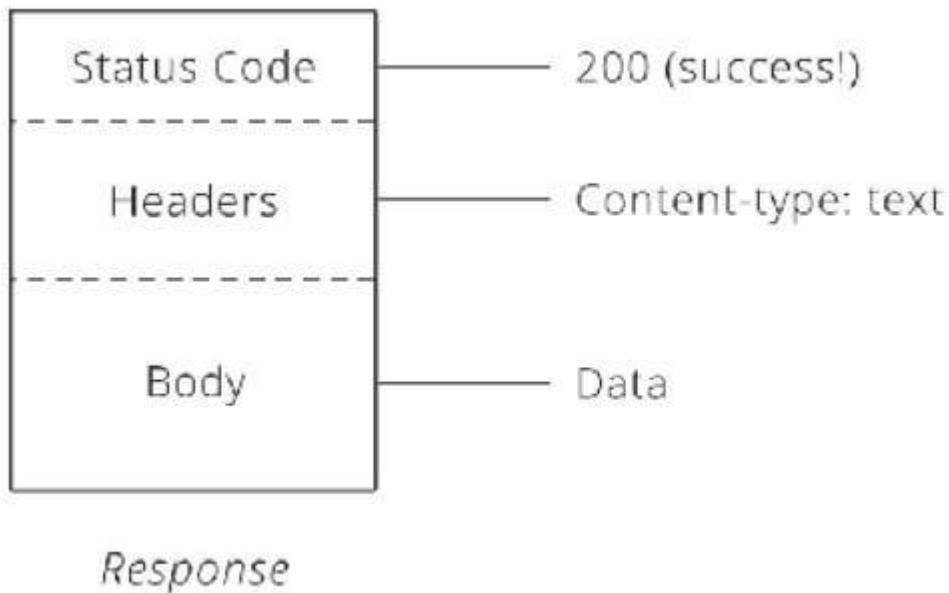 Status Code
200 (success!)
Headers
Content-type: text
Body
Data
Response